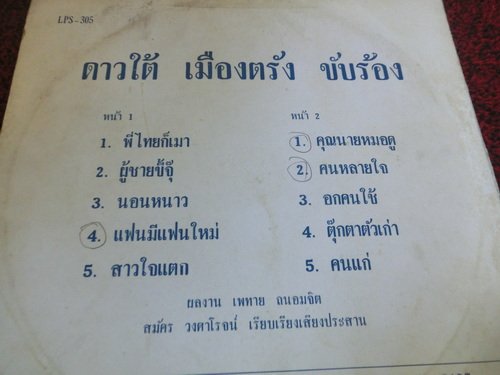 LPS-305
ดาวใต้ เมืองตรัง ขับร้อง
หน้า 1
1. พี่ไทยก็เมา
2. ผู้ชายขี้จุ๊
3. นอนหนาว
4. แฟนมีแฟนใหม่
5. สาวใจแตก
หน้า 2
1. คุณนายหมอดู
2. คนหลายใจ
3. อกคนใช้
4. ตุ๊กตาตัวเก่า
5. คนแก่
ผลงาน เพทาย ถนอมจิต
สมัคร วงศาโรจน์ เรียบเรียงเสียงประสาน